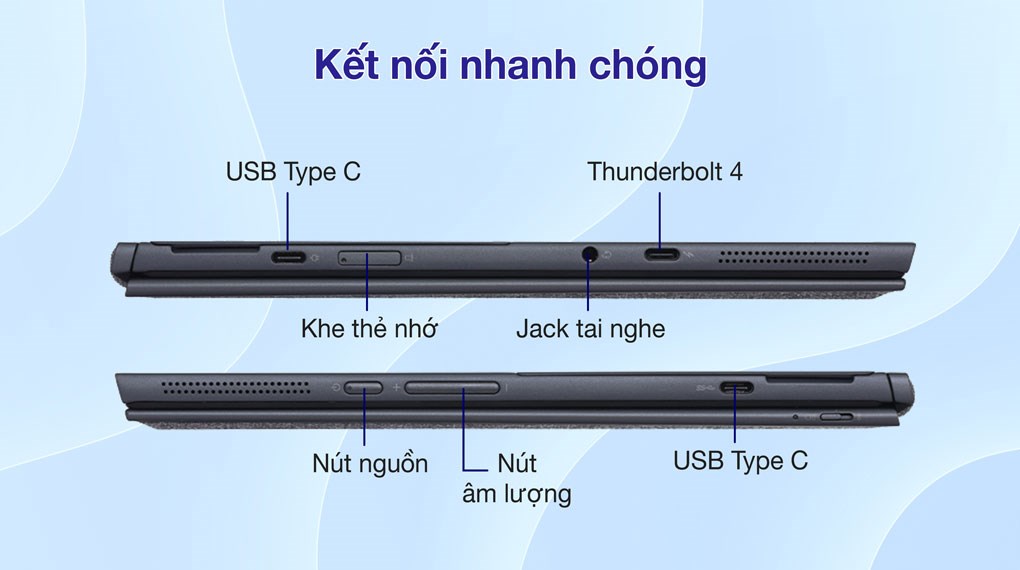 Kết nối nhanh chóng
USB Type C
Thunderbolt 4
Khe thẻ nhớ
Jack tai nghe
Nút nguồn
Nút
âm lượng
USB Type C